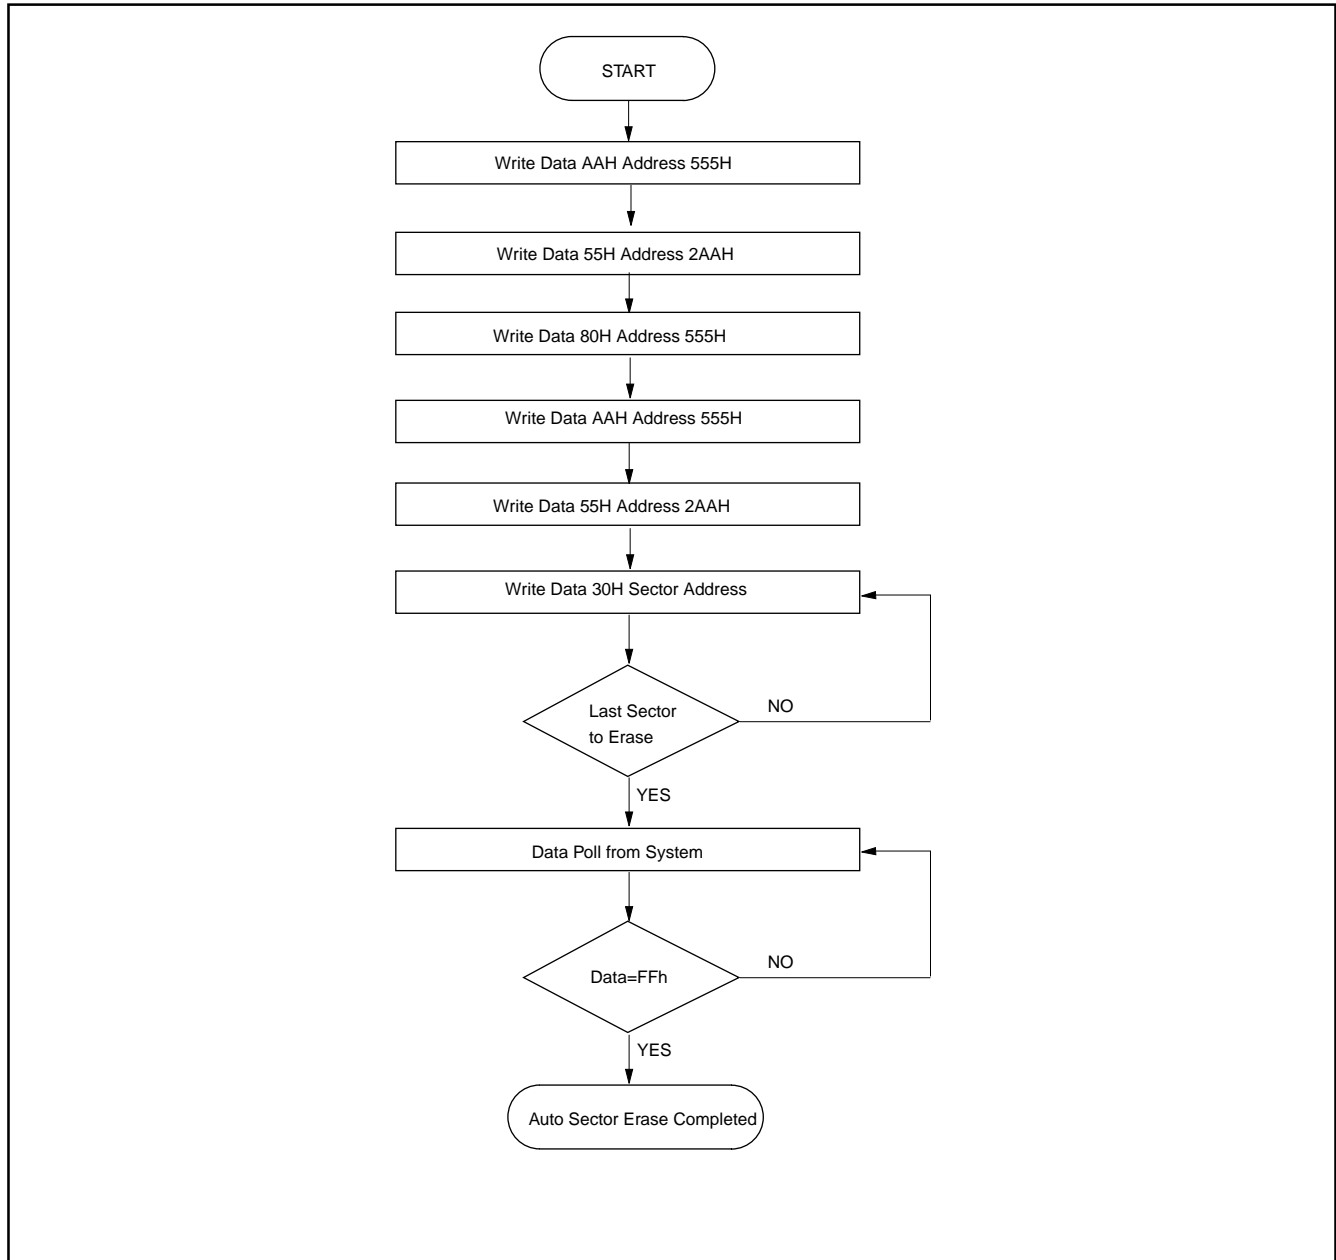 START
Write Data AAH Address 555H
Write Data 55H Address 2AAH
Write Data 80H Address 555H
Write Data AAH Address 555H
Write Data 55H Address 2AAH
Write Data 30H Sector Address
Last Sector
to Erase
NO
YES
Data Poll from System
Data=FFh
NO
YES
Auto Sector Erase Completed